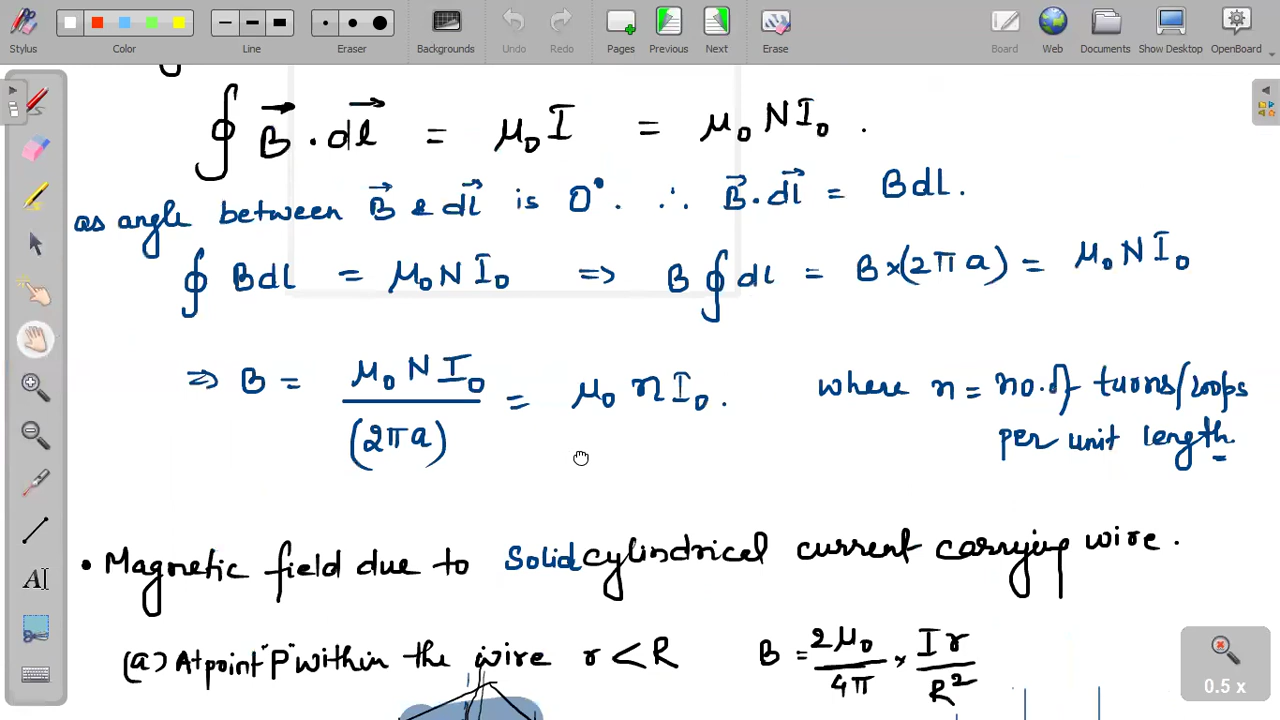 Stylus Color Line Eraser Backgrounds Undo Redo Pages Previous Next Erase Board Web Documents Show Desktop OpenBoard
∮ B⃗ · dl⃗ = μ₀I = μ₀NI₀ .
as angle between B⃗ & dl⃗ is 0°. ∴ B⃗ · dl⃗ = Bdl.
∮ Bdl = μ₀NI₀ => B∮dl = B×(2πa) = μ₀NI₀
=> B = μ₀NI₀/(2πa) = μ₀nI₀. where n = no. of turns/loops
per unit length
• Magnetic field due to Solid cylindrical current carrying wire.
(a) At point "P" within the wire r < R B = 2μ₀/4π × Ir/R²
0.5 x